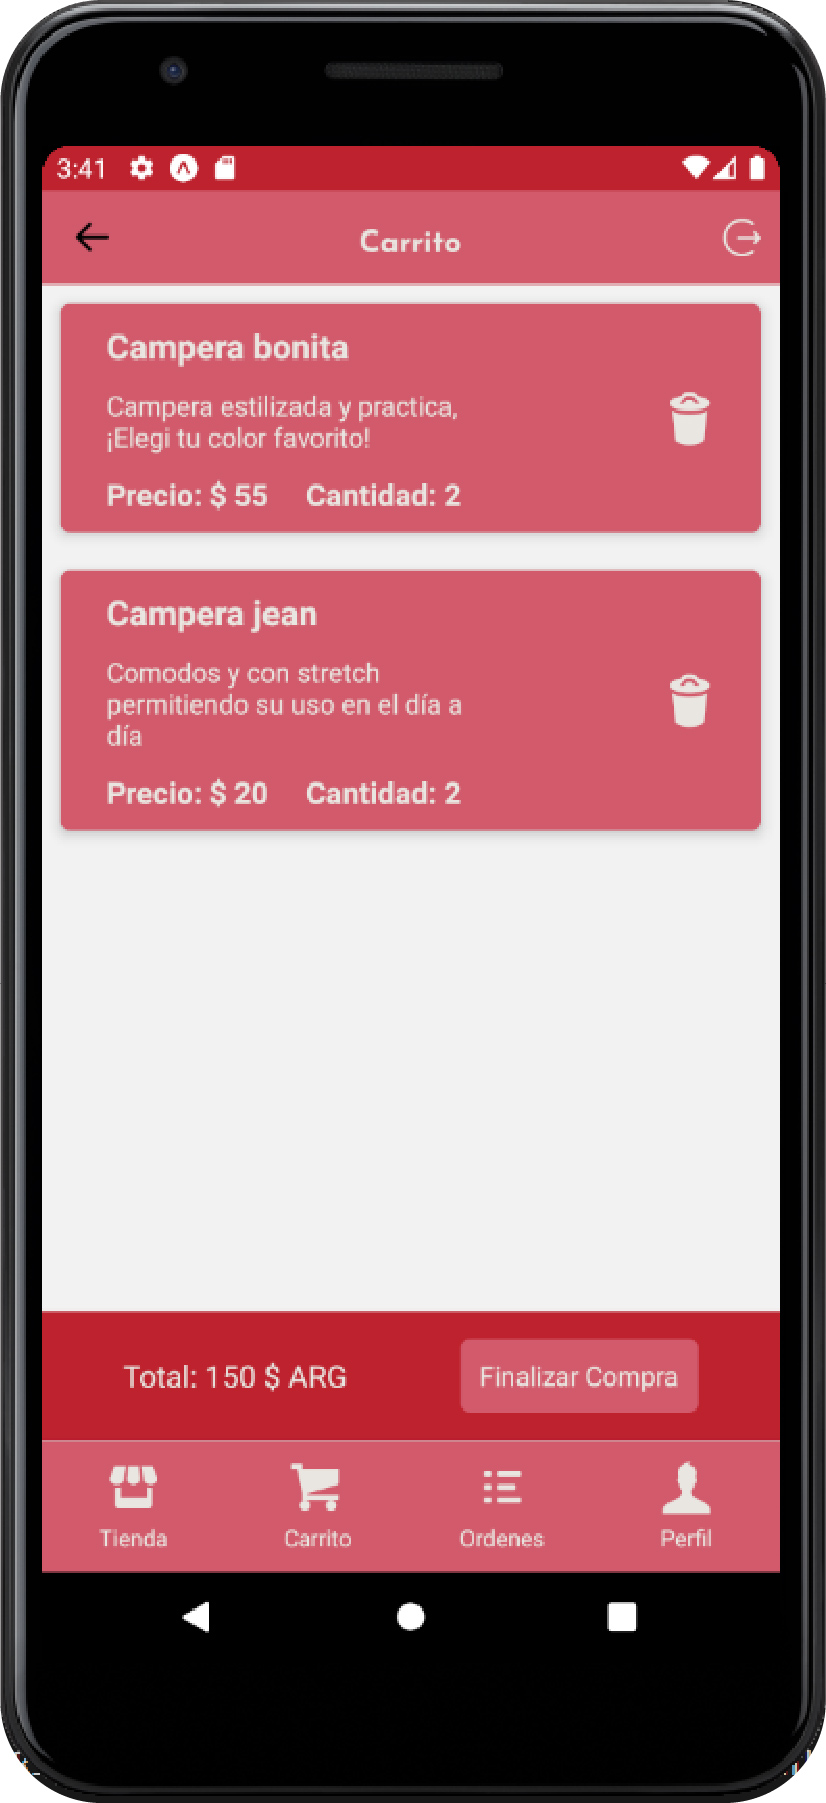 3:41
Carrito
Campera bonita
Campera estilizada y practica,
¡Elegi tu color favorito!
Precio: $ 55 Cantidad: 2
Campera jean
Comodos y con stretch
permitiendo su uso en el día a
día
Precio: $ 20 Cantidad: 2
Total: 150 $ ARG
Finalizar Compra
Tienda Carrito Ordenes Perfil